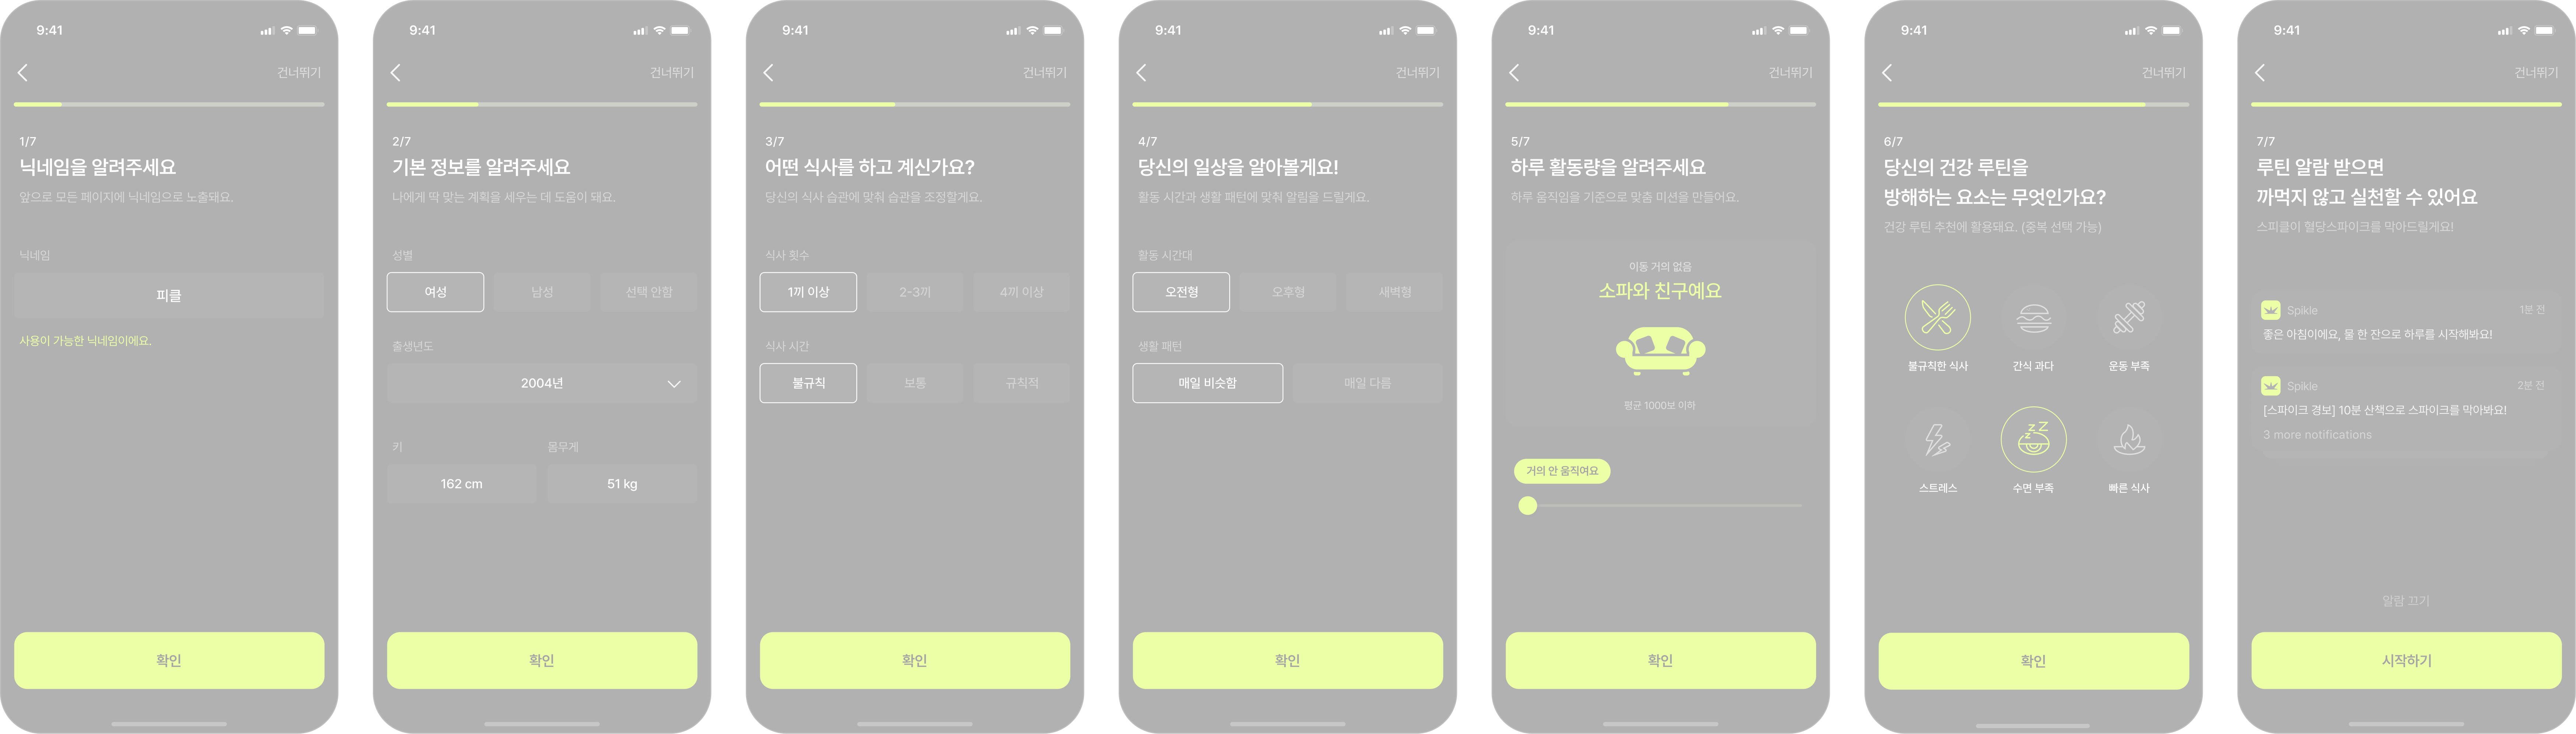 9:41
건너뛰기
1/7
닉네임을 알려주세요
앞으로 모든 페이지에 닉네임으로 노출돼요.
닉네임
피클
사용이 가능한 닉네임이에요.
확인
9:41
건너뛰기
2/7
기본 정보를 알려주세요
나에게 딱 맞는 계획을 세우는 데 도움이 돼요.
성별
여성 남성 선택 안함
출생년도
2004년
키 몸무게
162 cm 51 kg
확인
9:41
건너뛰기
3/7
어떤 식사를 하고 계신가요?
당신의 식사 습관에 맞춰 습관을 조정할게요.
식사 횟수
1끼 이상 2-3끼 4끼 이상
식사 시간
불규칙 보통 규칙적
확인
9:41
건너뛰기
4/7
당신의 일상을 알아볼게요!
활동 시간과 생활 패턴에 맞춰 알림을 드릴게요.
활동 시간대
오전형 오후형 새벽형
생활 패턴
매일 비슷함 매일 다름
확인
9:41
건너뛰기
5/7
하루 활동량을 알려주세요
하루 움직임을 기준으로 맞춤 미션을 만들어요.
이동 거의 없음
소파와 친구예요
평균 1000보 이하
거의 안 움직여요
확인
9:41
건너뛰기
6/7
당신의 건강 루틴을
방해하는 요소는 무엇인가요?
건강 루틴 추천에 활용돼요. (중복 선택 가능)
불규칙한 식사 간식 과다 운동 부족
스트레스 수면 부족 빠른 식사
확인
9:41
건너뛰기
7/7
루틴 알람 받으면
까먹지 않고 실천할 수 있어요
스피클이 혈당스파이크를 막아드릴게요!
Spikle 1분 전
좋은 아침이에요, 물 한 잔으로 하루를 시작해봐요!
Spikle 2분 전
[스파이크 경보] 10분 산책으로 스파이크를 막아봐요!
3 more notifications
알람 끄기
시작하기